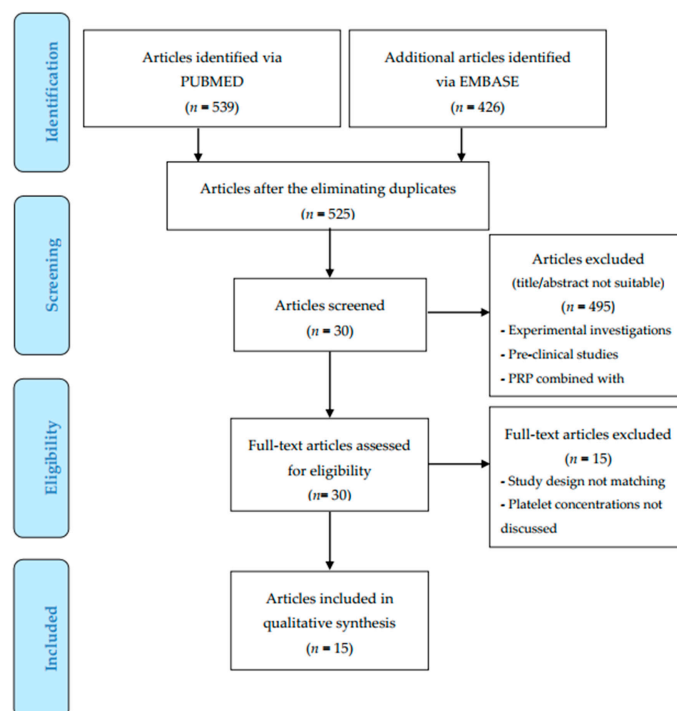 Identification
Articles identified via
PUBMED
(n = 539)
Additional articles identified
via EMBASE
(n = 426)
Articles after the eliminating duplicates
(n = 525)
Screening
Articles screened
(n = 30)
Articles excluded
(title/abstract not suitable)
(n = 495)
- Experimental investigations
- Pre-clinical studies
- PRP combined with
Eligibility
Full-text articles assessed
for eligibility
(n= 30)
Full-text articles excluded
(n = 15)
- Study design not matching
- Platelet concentrations not
discussed
Included
Articles included in
qualitative synthesis
(n = 15)